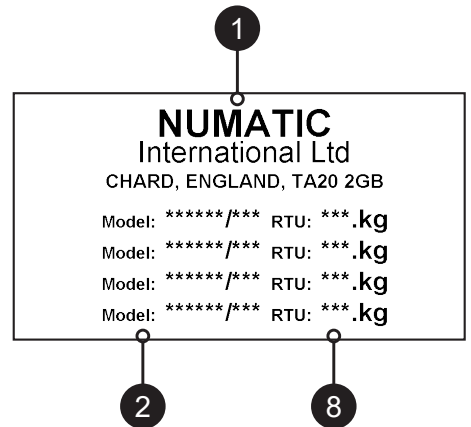 1
NUMATIC
International Ltd
CHARD, ENGLAND, TA20 2GB
Model: ******/*** RTU: ***.kg
Model: ******/*** RTU: ***.kg
Model: ******/*** RTU: ***.kg
Model: ******/*** RTU: ***.kg
2 8